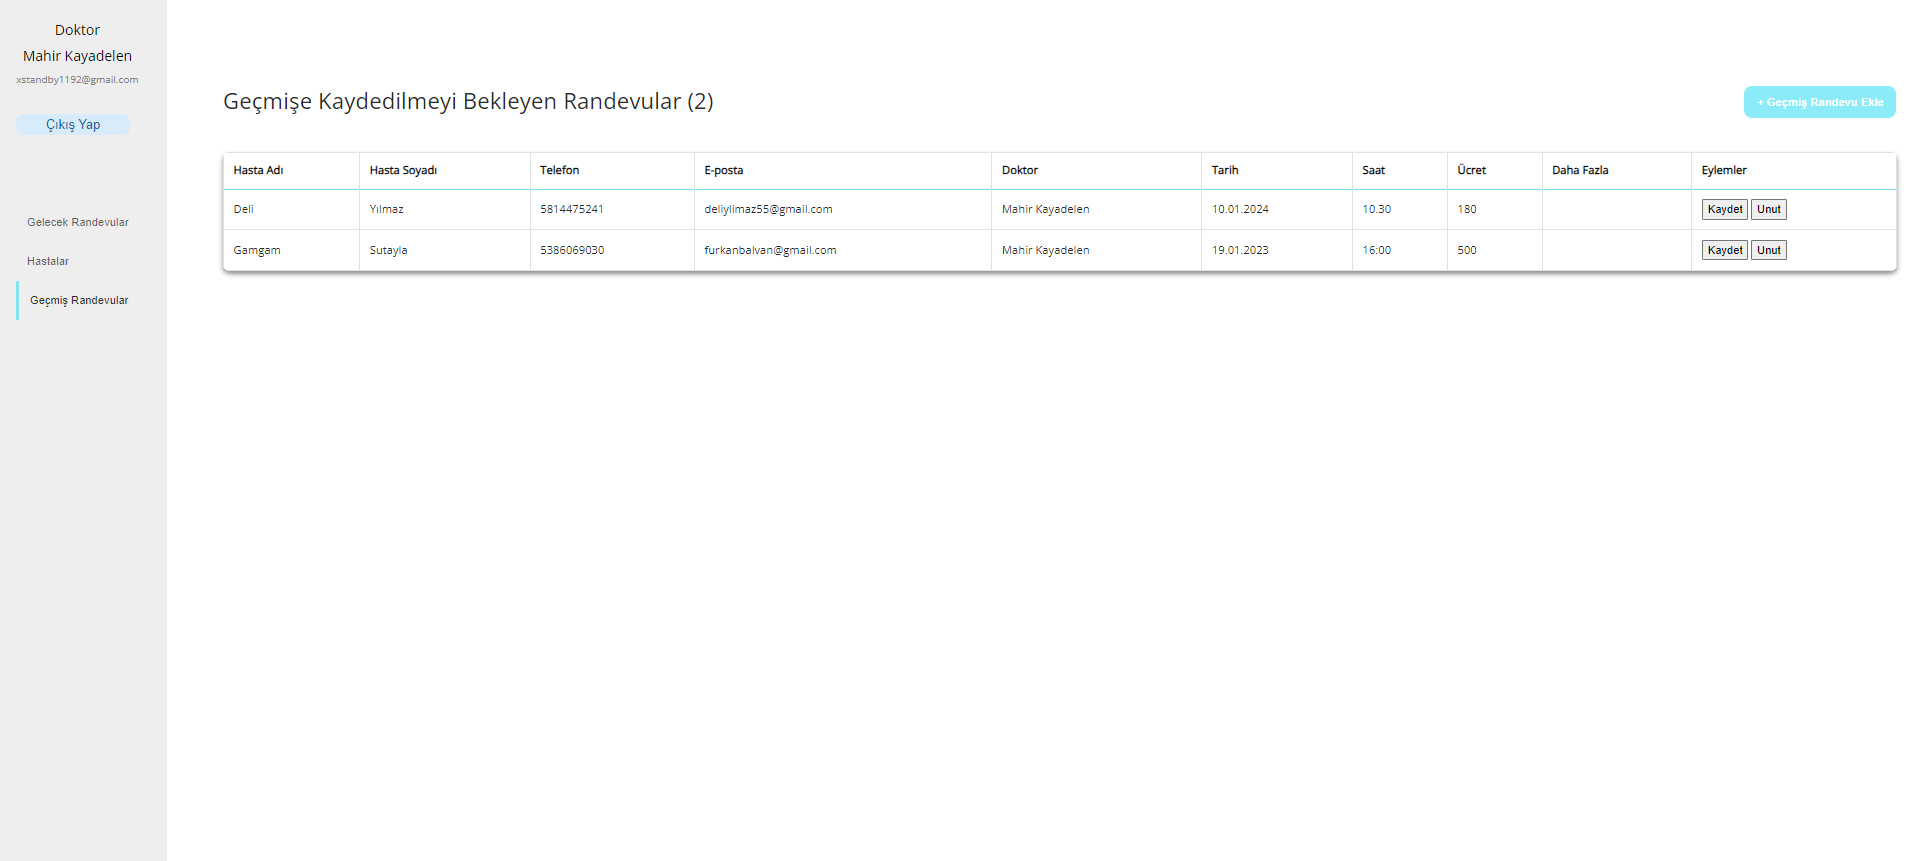 Doktor
Mahir Kayadelen
xstandby1192@gmail.com
Çıkış Yap
Gelecek Randevular
Hastalar
Geçmiş Randevular
Geçmişe Kaydedilmeyi Bekleyen Randevular (2)
+ Geçmiş Randevu Ekle
Hasta Adı Hasta Soyadı Telefon E-posta Doktor Tarih Saat Ücret Daha Fazla Eylemler
Deli Yılmaz 5814475241 deliylimaz55@gmail.com Mahir Kayadelen 10.01.2024 10.30 180 Kaydet Unut
Gamgam Sutayla 5386069030 furkanbalvan@gmail.com Mahir Kayadelen 19.01.2023 16:00 500 Kaydet Unut